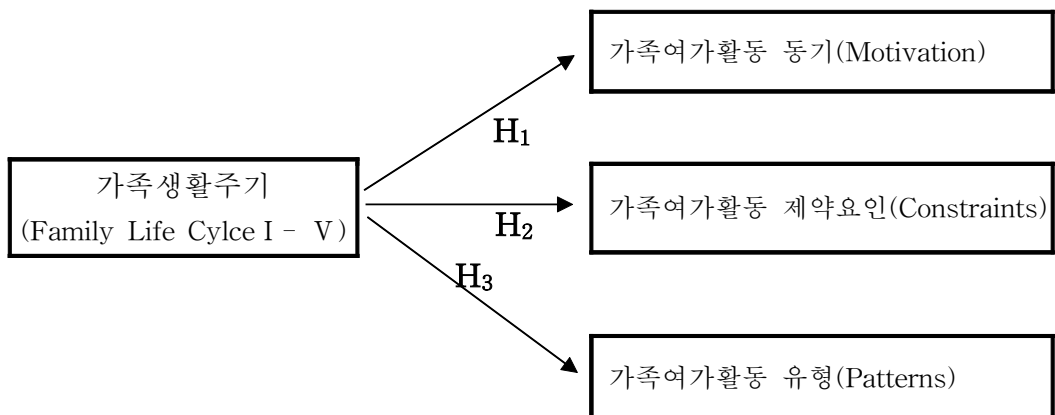 가족여가활동 동기(Motivation)
H₁
가족생활주기
(Family Life Cylce I - V)
가족여가활동 제약요인(Constraints)
H₂
H₃
가족여가활동 유형(Patterns)